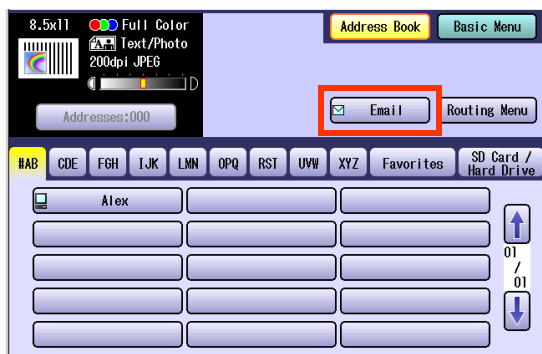 8.5x11 Full Color
Text/Photo
200dpi JPEG
D
Addresses:000
Address Book
Basic Menu
Email
Routing Menu
#AB CDE FGH IJK LMN OPQ RST UVW XYZ Favorites SD Card /
Hard Drive
Alex
01
/
01